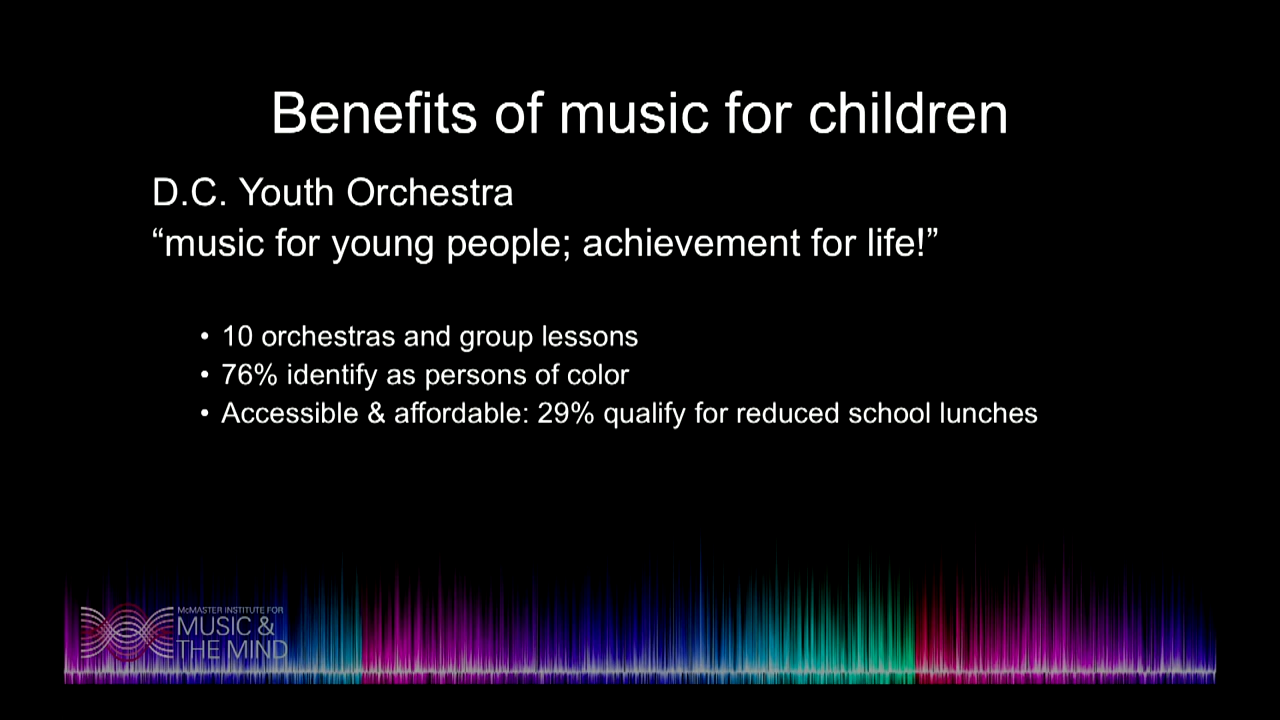 Benefits of music for children
D.C. Youth Orchestra
“music for young people; achievement for life!”
• 10 orchestras and group lessons
• 76% identify as persons of color
• Accessible & affordable: 29% qualify for reduced school lunches
McMASTER INSTITUTE FOR
MUSIC &
THE MIND